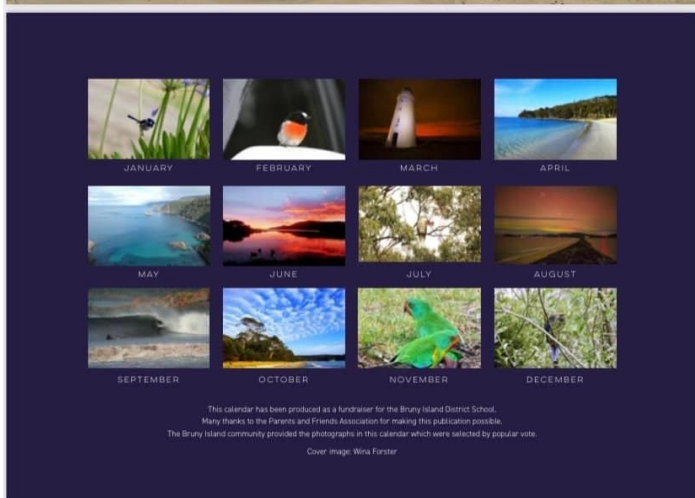 JANUARY FEBRUARY MARCH APRIL
MAY JUNE JULY AUGUST
SEPTEMBER OCTOBER NOVEMBER DECEMBER
This calendar has been produced as a fundraiser for the Bruny Island District School.
Many thanks to the Parents and Friends Association for making this publication possible.
The Bruny Island community provided the photographs in this calendar which were selected by popular vote.
Cover image: Wina Forster